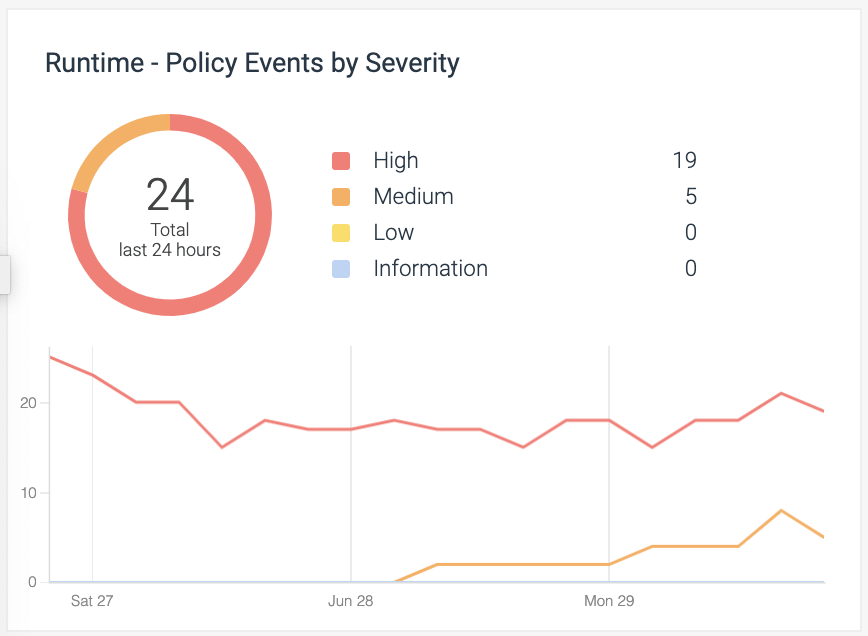 Runtime - Policy Events by Severity
24
Total
last 24 hours
High 19
Medium 5
Low 0
Information 0
20
10
0
Sat 27 Jun 28 Mon 29